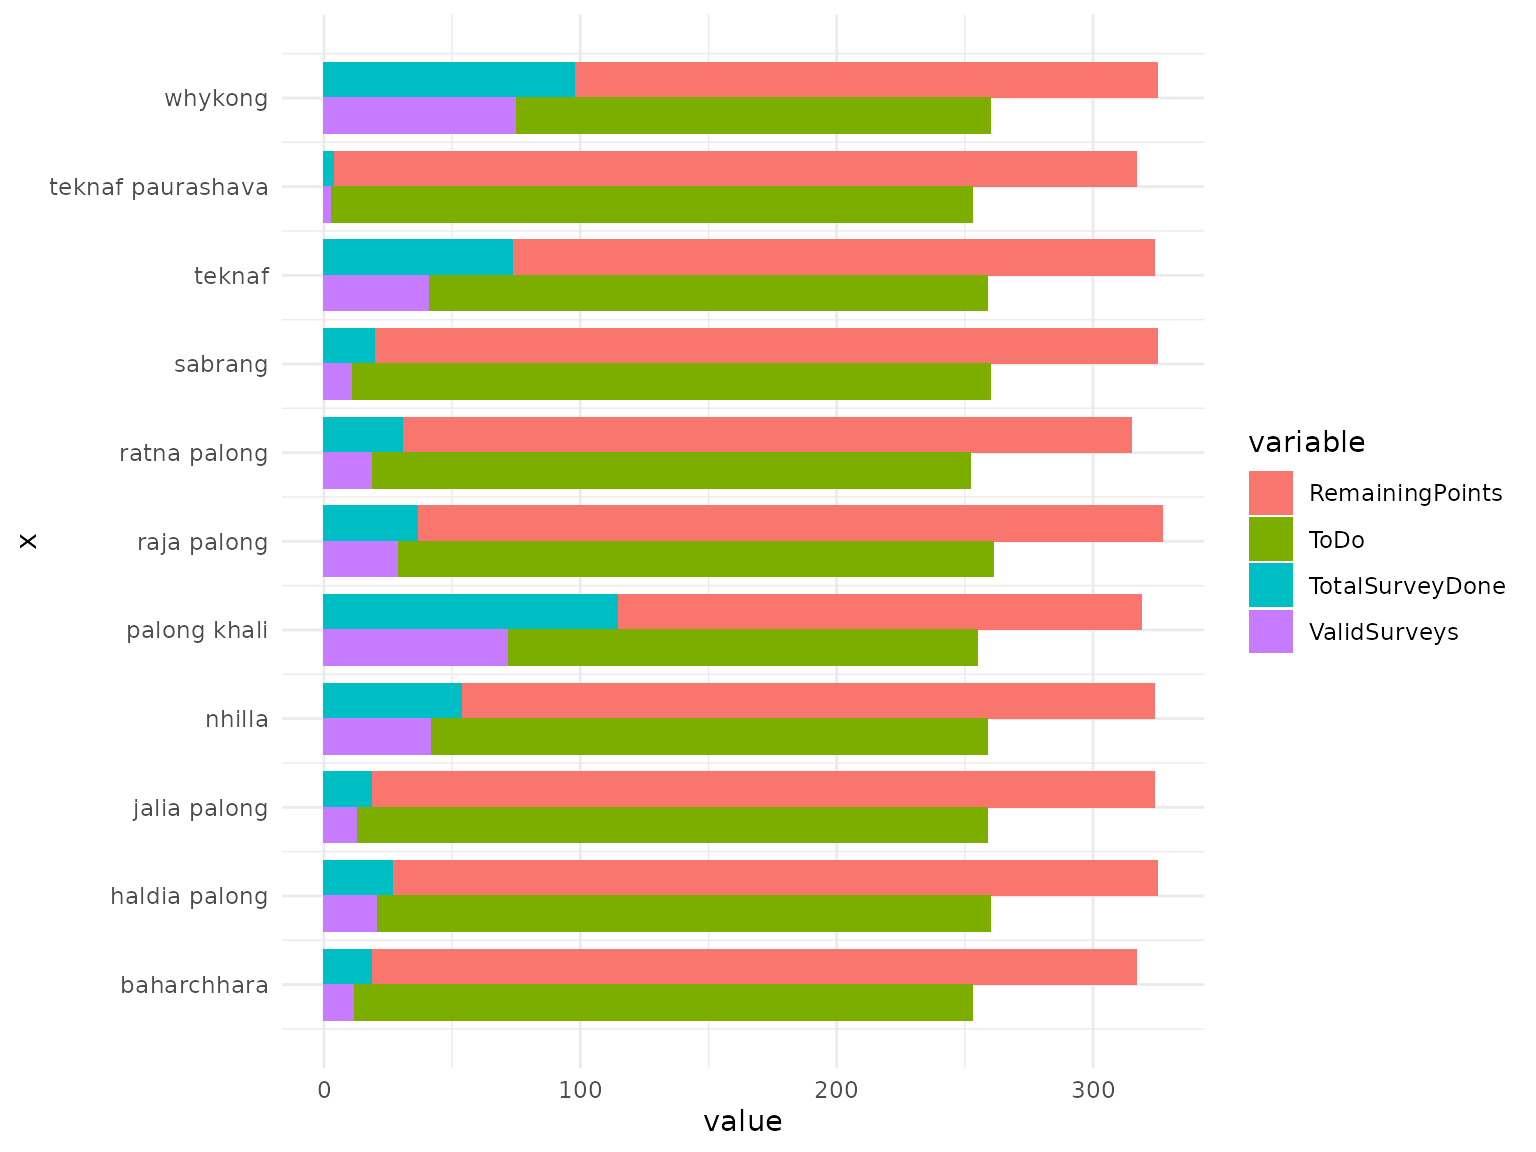 whykong
teknaf paurashava
teknaf
sabrang
ratna palong
raja palong
palong khali
nhilla
jalia palong
haldia palong
baharchhara
x
0 100 200 300
value
variable
RemainingPoints
ToDo
TotalSurveyDone
ValidSurveys